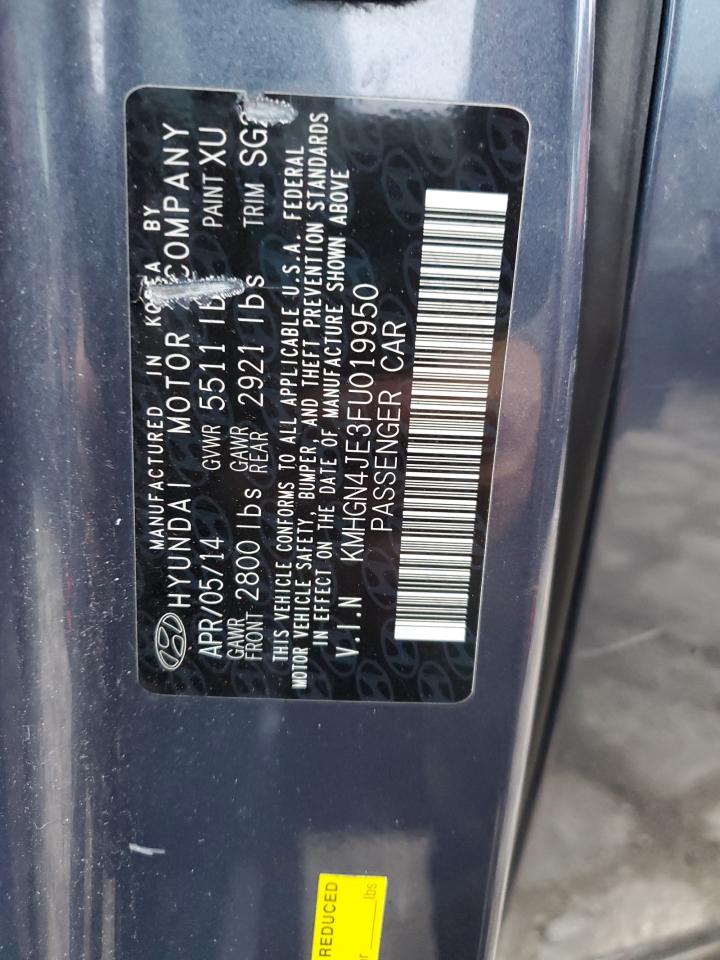 MANUFACTURED IN KOREA BY
HYUNDAI MOTOR COMPANY
APR/05/14 GVWR 5511 PAINT XU
GAWR FRONT 2800 lbs GAWR REAR 2921 lbs TRIM
THIS VEHICLE CONFORMS TO ALL APPLICABLE U.S.A. FEDERAL
MOTOR VEHICLE SAFETY, BUMPER, AND THEFT PREVENTION STANDARDS
IN EFFECT ON THE DATE OF MANUFACTURE SHOWN ABOVE
V.I.N KMHGN4JE3FU019950
PASSENGER CAR
REDUCED
lbs